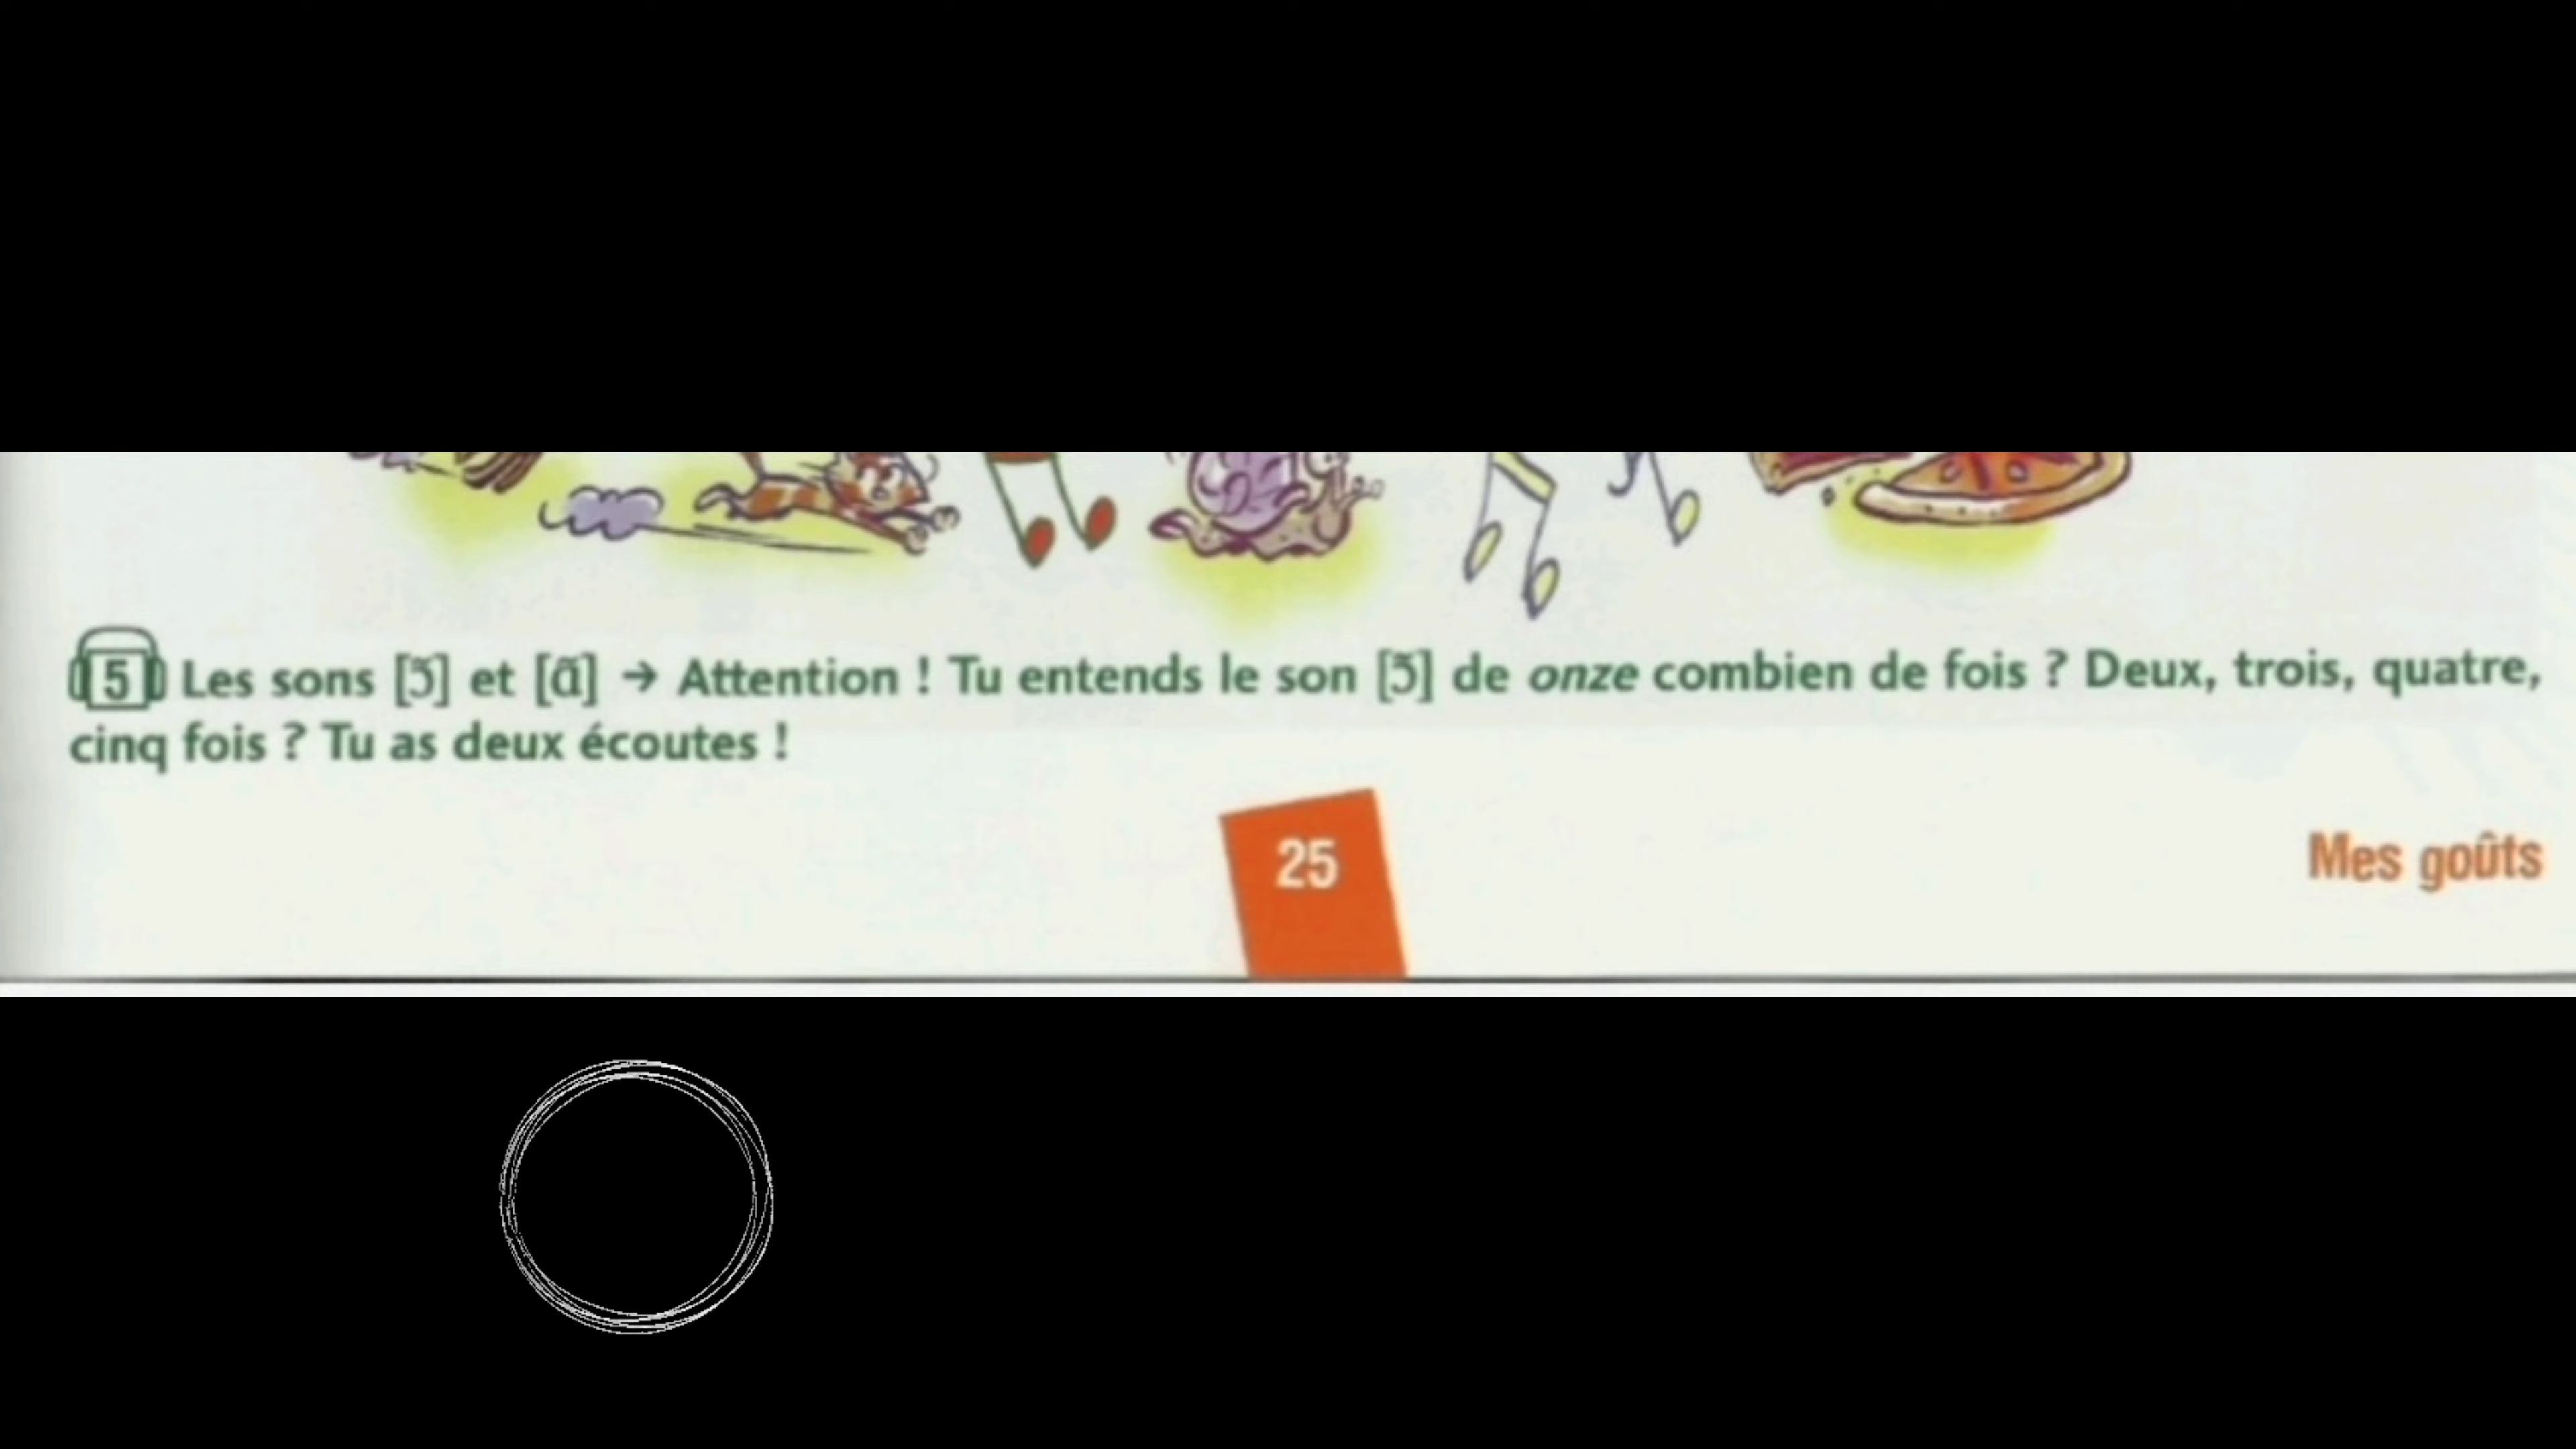 5 Les sons [ɔ̃] et [ɑ̃] → Attention ! Tu entends le son [ɔ̃] de onze combien de fois ? Deux, trois, quatre,
cinq fois ? Tu as deux écoutes !
25
Mes goûts